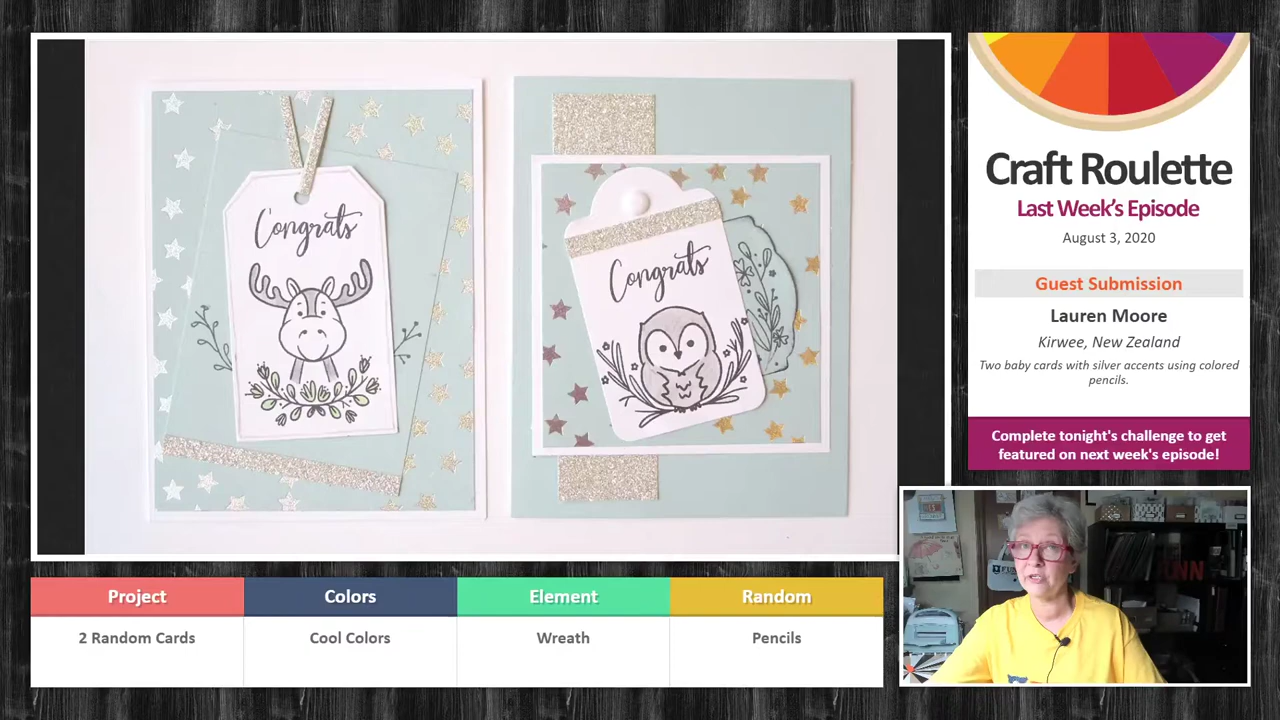 Congrats
Congrats
Craft Roulette
Last Week's Episode
August 3, 2020
Guest Submission
Lauren Moore
Kirwee, New Zealand
Two baby cards with silver accents using colored
pencils.
Complete tonight's challenge to get
featured on next week's episode!
Project
Colors
Element
Random
2 Random Cards
Cool Colors
Wreath
Pencils